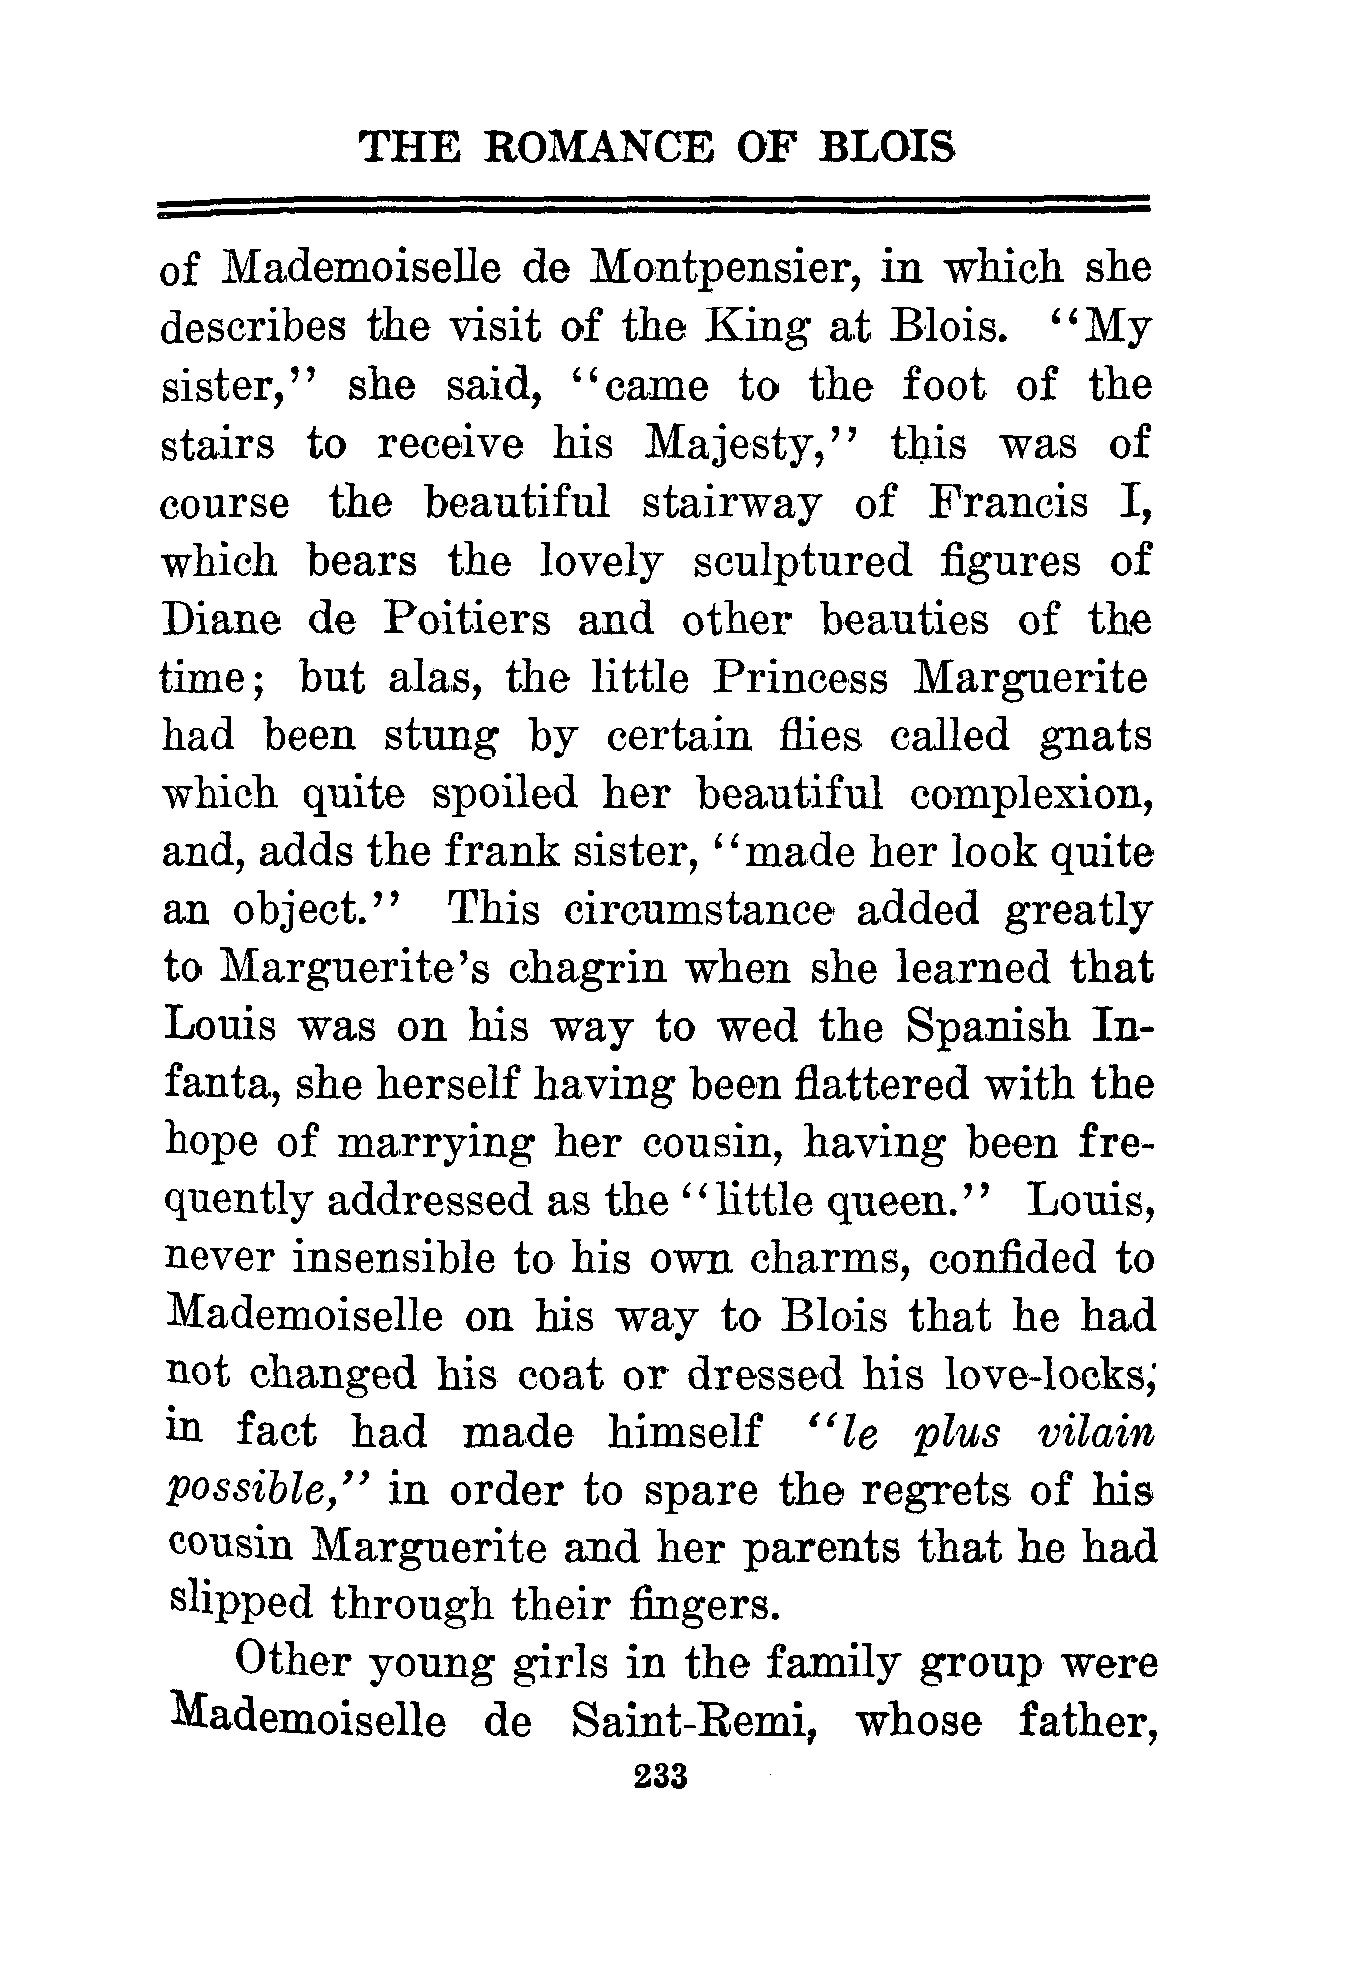 THE ROMANCE OF BLOIS
of Mademoiselle de Montpensier, in which she
describes the visit of the King at Blois. “My
sister,” she said, “came to the foot of the
stairs to receive his Majesty,” this was of
course the beautiful stairway of Francis I,
which bears the lovely sculptured figures of
Diane de Poitiers and other beauties of the
time; but alas, the little Princess Marguerite
had been stung by certain flies called gnats
which quite spoiled her beautiful complexion,
and, adds the frank sister, “made her look quite
an object.” This circumstance added greatly
to Marguerite’s chagrin when she learned that
Louis was on his way to wed the Spanish In-
fanta, she herself having been flattered with the
hope of marrying her cousin, having been fre-
quently addressed as the “little queen.” Louis,
never insensible to his own charms, confided to
Mademoiselle on his way to Blois that he had
not changed his coat or dressed his love-locks;
in fact had made himself “le plus vilain
possible,” in order to spare the regrets of his
cousin Marguerite and her parents that he had
slipped through their fingers.
Other young girls in the family group were
Mademoiselle de Saint-Remi, whose father,
233